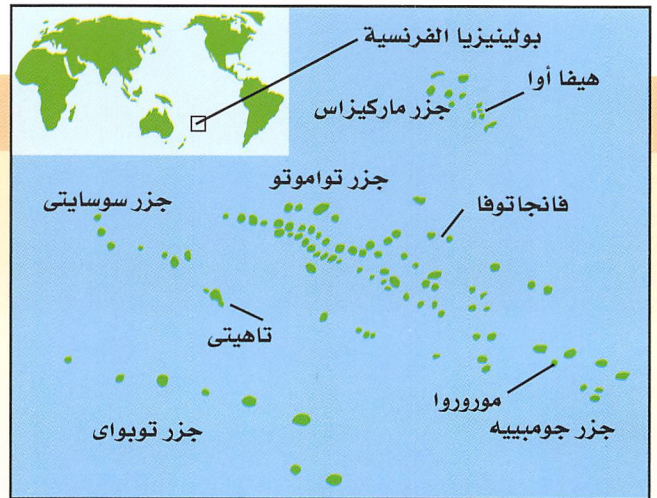 بولينيزيا الفرنسية
هيفا أوا
جزر ماركيزاس
جزر تواموتو
جزر سوسايتى
فانجاتوفا
تاهيتى
موروروا
جزر جومبييه
جزر توبواى